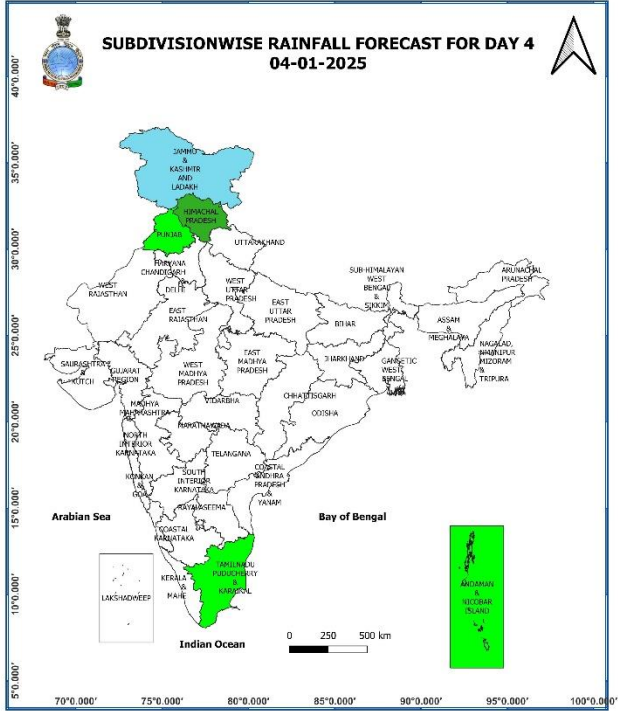 SUBDIVISIONWISE RAINFALL FORECAST FOR DAY 4
04-01-2025
40°0.000'
35°0.000'
30°0.000'
25°0.000'
20°0.000'
15°0.000'
10°0.000'
5°0.000'
JAMMU
&
KASHMIR
AND
LADAKH
HIMACHAL
PRADESH
PUNJAB
UTTARAKHAND
HARYANA
CHANDIGARH
&
DELHI
WEST
RAJASTHAN
WEST
UTTAR
PRADESH
EAST
RAJASTHAN
EAST
UTTAR
PRADESH
SUB-HIMALAYAN
WEST
BENGAL
&
SIKKIM
ARUNACHAL
PRADESH
BIHAR
ASSAM
&
MEGHALAYA
NAGALAD,
MANIPUR
MIZORAM
&
TRIPURA
SAURASHTRA
&
KUTCH
GUJARAT
REGION
WEST
MADHYA
PRADESH
EAST
MADHYA
PRADESH
JHARKHAND
GANGETIC
WEST
BENGAL
CHHATTISGARH
ODISHA
MADHYA
MAHARASHTRA
VIDARBHA
MARATHAWADA
NORTH
INTERIOR
KARNATAKA
TELANGANA
KONKAN
&
GOA
SOUTH
INTERIOR
KARNATAKA
COASTAL
ANDHRA
PRADESH
&
YANAM
RAYALASEEMA
COASTAL
KARNATAKA
Arabian Sea
Bay of Bengal
TAMILNADU
PUDUCHERRY
&
KARAIKAL
KERALA
&
MAHE
LAKSHADWEEP
ANDAMAN
&
NICOBAR
ISLAND
Indian Ocean
0 250 500 km
70°0.000' 75°0.000' 80°0.000' 85°0.000' 90°0.000' 95°0.000' 100°0.000'